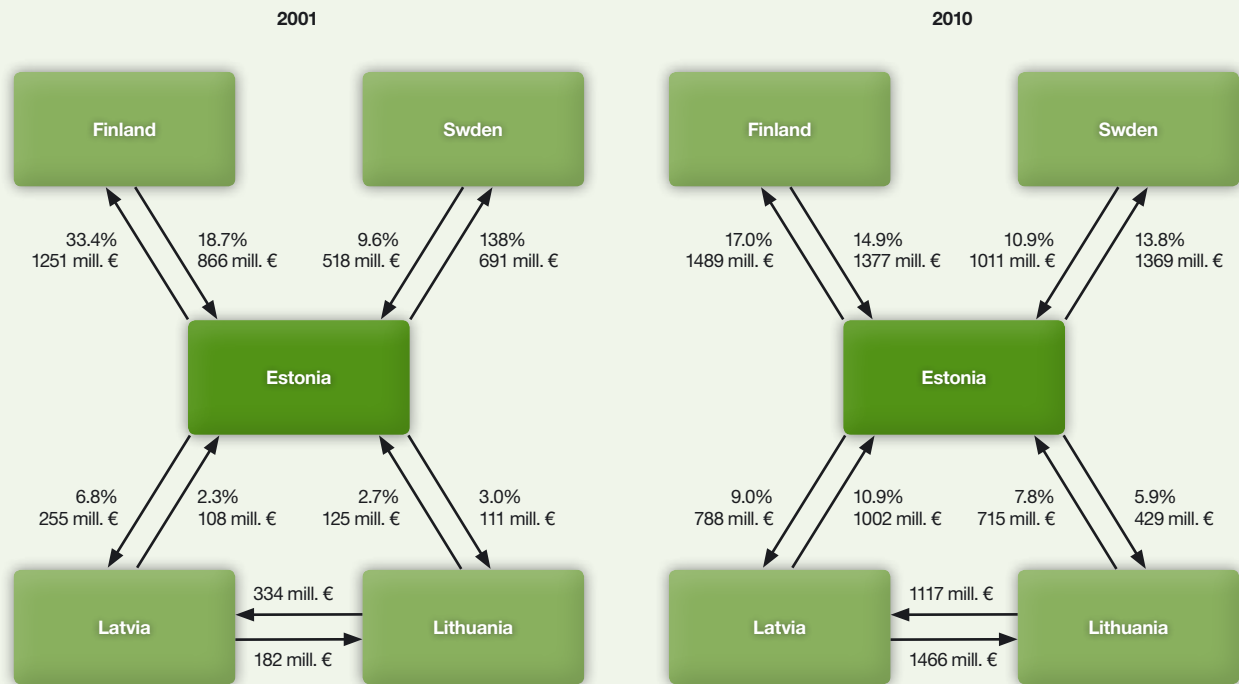 2001
Finland
Swden
33.4%
1251 mill. €
18.7%
866 mill. €
9.6%
518 mill. €
138%
691 mill. €
Estonia
6.8%
255 mill. €
2.3%
108 mill. €
2.7%
125 mill. €
3.0%
111 mill. €
334 mill. €
Latvia
Lithuania
182 mill. €
2010
Finland
Swden
17.0%
1489 mill. €
14.9%
1377 mill. €
10.9%
1011 mill. €
13.8%
1369 mill. €
Estonia
9.0%
788 mill. €
10.9%
1002 mill. €
7.8%
715 mill. €
5.9%
429 mill. €
1117 mill. €
Latvia
Lithuania
1466 mill. €